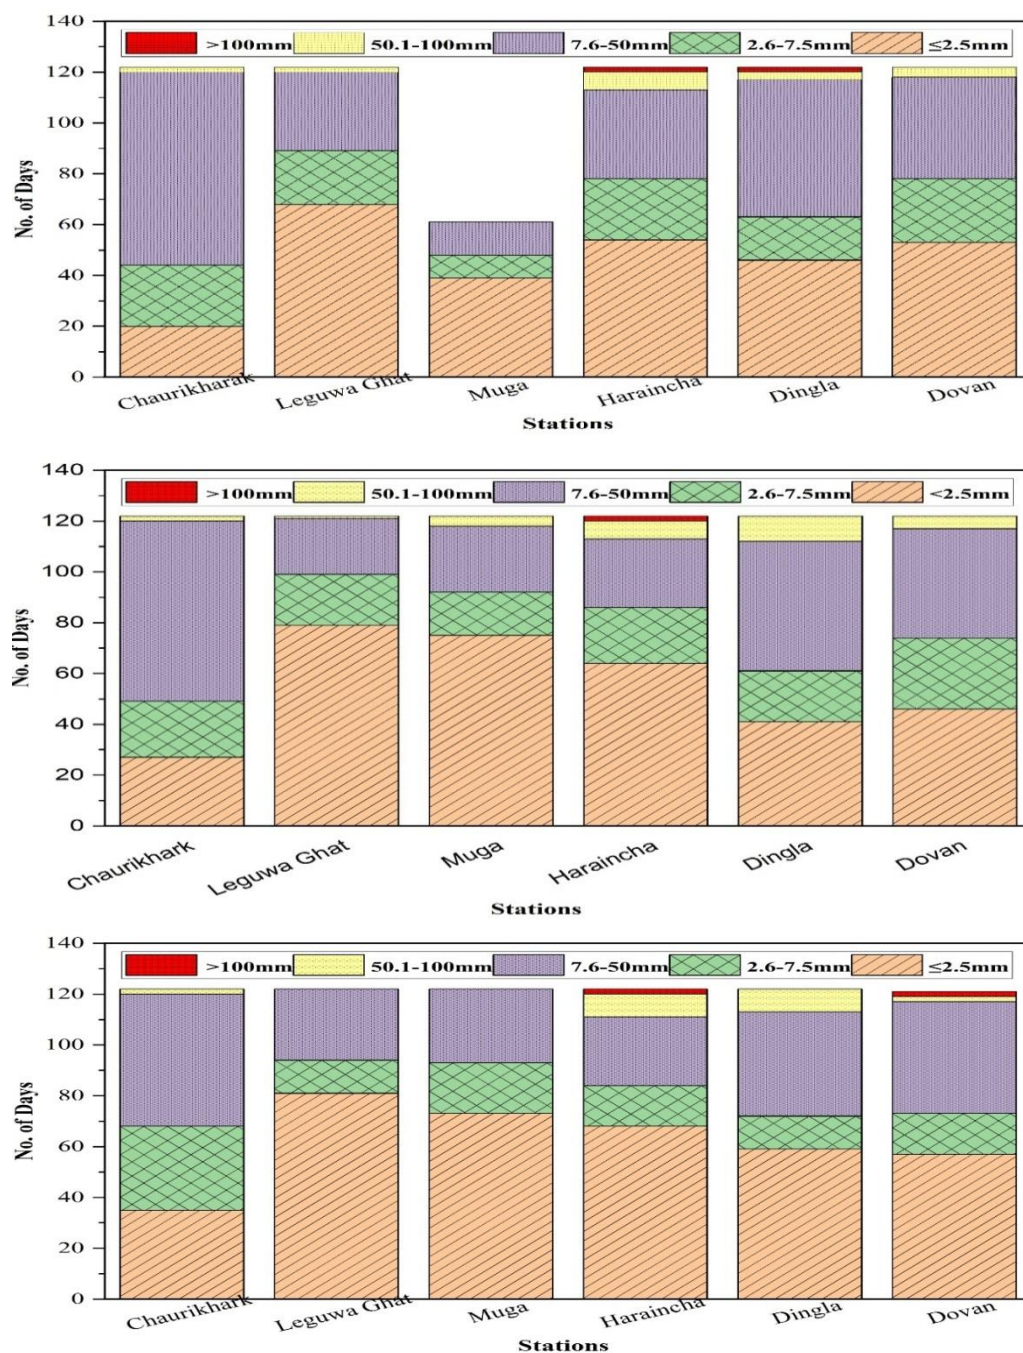 140
>100mm 50.1-100mm 7.6-50mm 2.6-7.5mm ≤2.5mm
120
100
80
60
40
20
0
No. of Days
Chaurikharak Leguwa Ghat Muga Haraincha Dingla Dovan
Stations
140
>100mm 50.1-100mm 7.6-50mm 2.6-7.5mm <2.5mm
120
100
80
60
40
20
0
No. of Days
Chaurikhark Leguwa Ghat Muga Haraincha Dingla Dovan
Stations
140
>100mm 50.1-100mm 7.6-50mm 2.6-7.5mm ≤2.5mm
120
100
80
60
40
20
0
No. of Days
Chaurikhark Leguwa Ghat Muga Haraincha Dingla Dovan
Stations